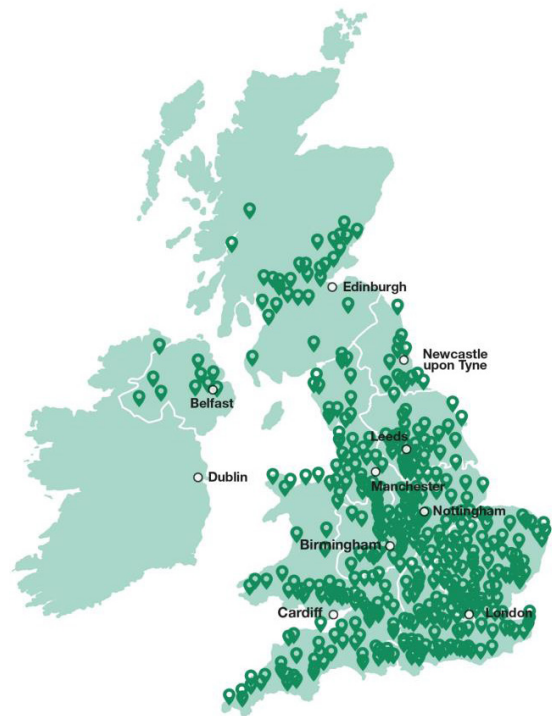 Edinburgh
Newcastle
upon Tyne
Belfast
Leeds
Dublin
Manchester
Nottingham
Birmingham
Cardiff
London